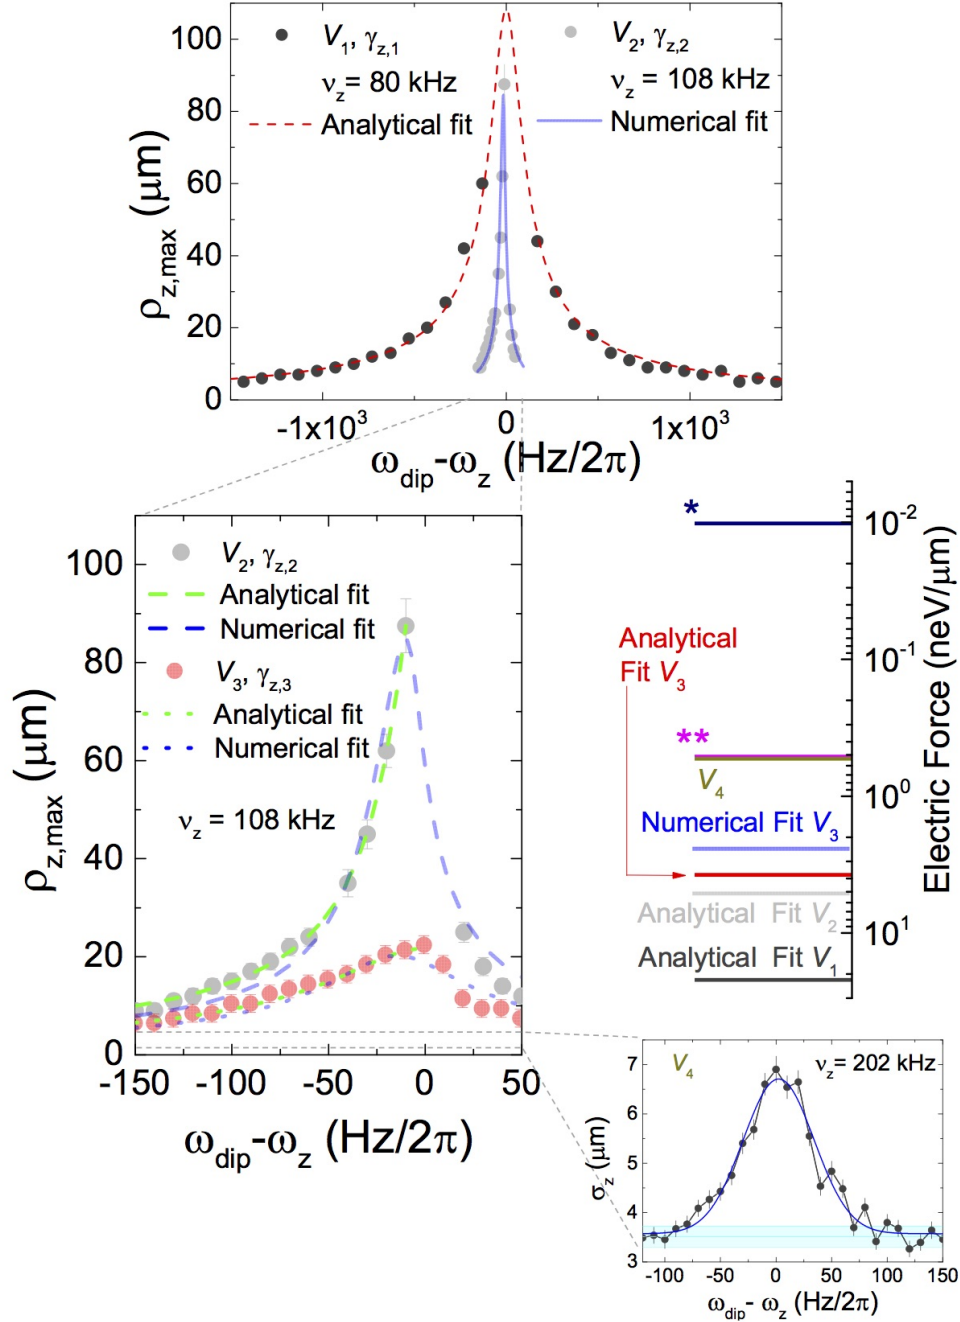 V1, γz,1
νz = 80 kHz
Analytical fit
V2, γz,2
νz = 108 kHz
Numerical fit
100
80
60
40
20
0
ρz,max (μm)
-1x10³ 0 1x10³
ωdip-ωz (Hz/2π)
V2, γz,2
Analytical fit
Numerical fit
V3, γz,3
Analytical fit
Numerical fit
νz = 108 kHz
100
80
60
40
20
0
ρz,max (μm)
-150 -100 -50 0 50
ωdip-ωz (Hz/2π)
*
Analytical
Fit V3
**
V4
Numerical Fit V3
Analytical Fit V2
Analytical Fit V1
10⁻²
10⁻¹
10⁰
10¹
Electric Force (neV/μm)
V4
νz= 202 kHz
7
6
5
4
3
σz (μm)
-100 -50 0 50 100 150
ωdip- ωz (Hz/2π)